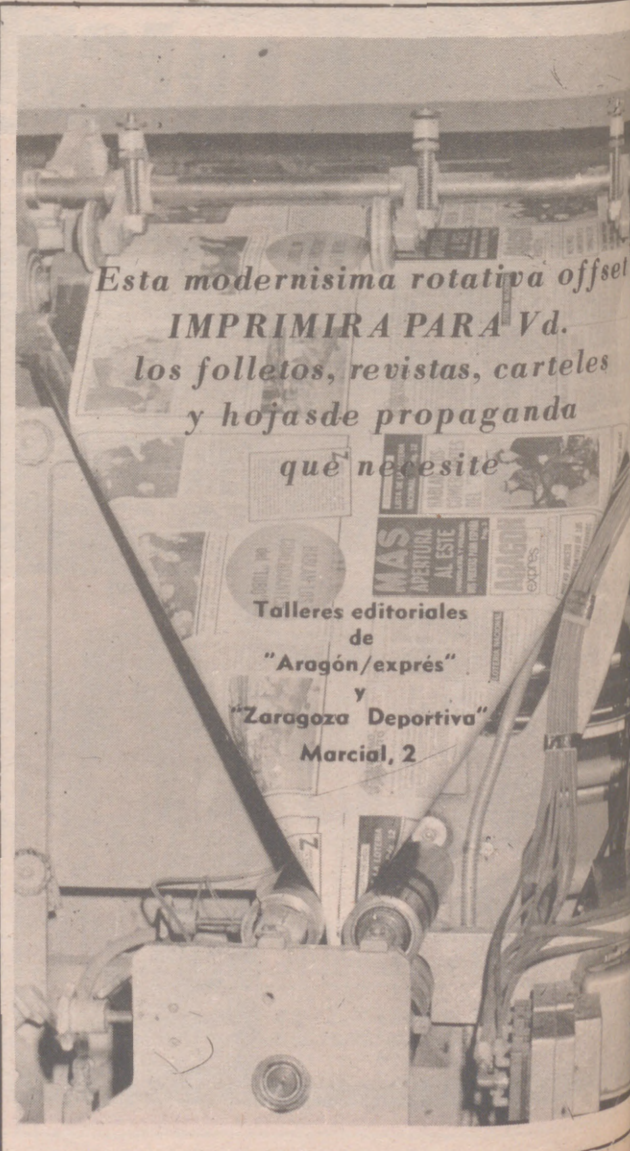 Esta modernisima rotativa offset
IMPRIMIRA PARA Vd.
los folletos, revistas, carteles
y hojasde propaganda
que necesite
MAS
APERTURA
AL ESTE
ARAGON
exprés
Talleres editoriales
de
"Aragón/exprés"
y
"Zaragoza Deportiva"
Marcial, 2